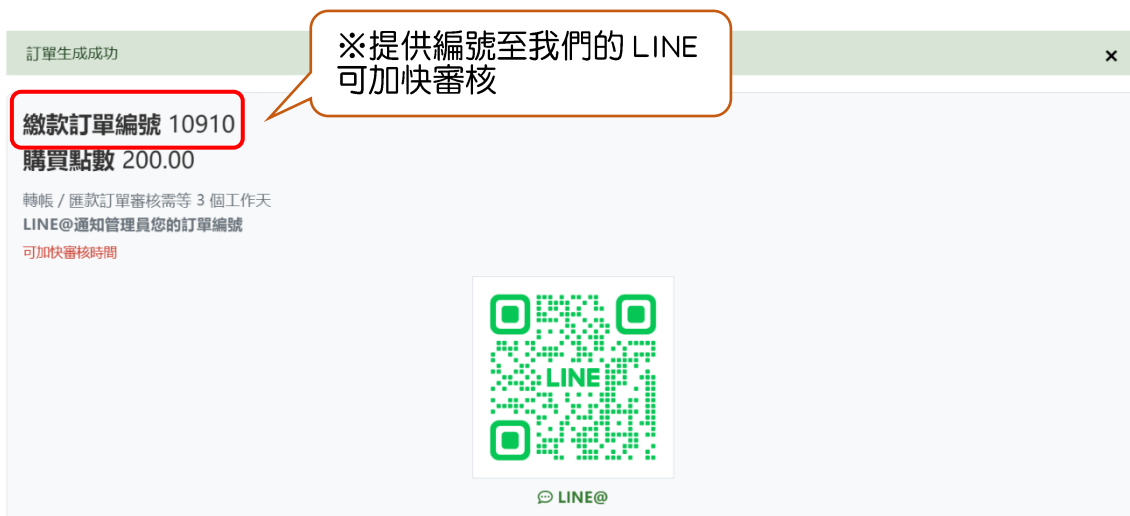 訂單生成成功
※提供編號至我們的 LINE
可加快審核
×
繳款訂單編號 10910
購買點數 200.00
轉帳 / 匯款訂單審核需等 3 個工作天
LINE@通知管理員您的訂單編號
可加快審核時間
LINE
LINE@